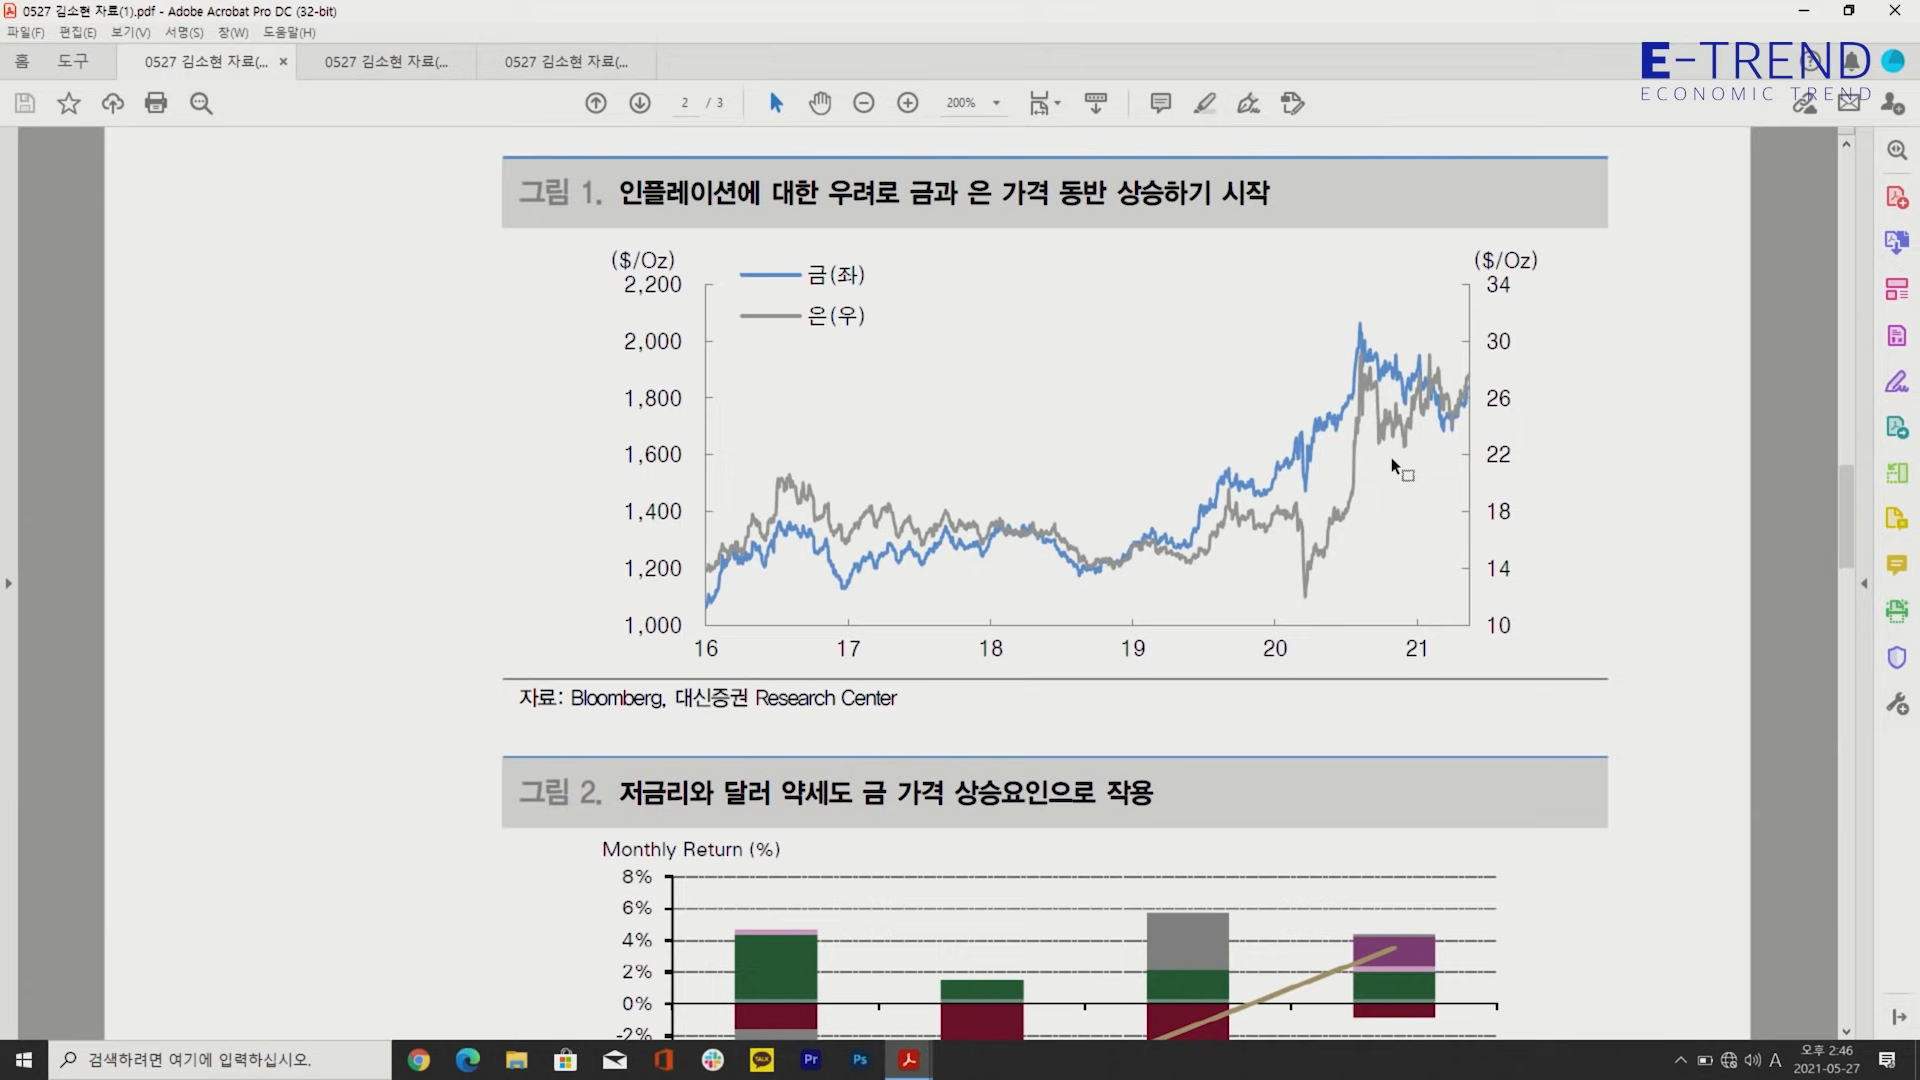 0527 김소현 자료(1).pdf - Adobe Acrobat Pro DC (32-bit)
파일(F) 편집(E) 보기(V) 서명(S) 창(W) 도움말(H)
홈 도구 0527 김소현 자료(... × 0527 김소현 자료(... 0527 김소현 자료(...
E-TREND
ECONOMIC TREND
2 / 3 200%
그림 1. 인플레이션에 대한 우려로 금과 은 가격 동반 상승하기 시작
($/Oz) ($/Oz)
금(좌)
은(우)
2,200 34
2,000 30
1,800 26
1,600 22
1,400 18
1,200 14
1,000 10
16 17 18 19 20 21
자료: Bloomberg, 대신증권 Research Center
그림 2. 저금리와 달러 약세도 금 가격 상승요인으로 작용
Monthly Return (%)
8%
6%
4%
2%
0%
-2%
검색하려면 여기에 입력하십시오.
TALK
Pr
Ps
A
오후 2:46
2021-05-27